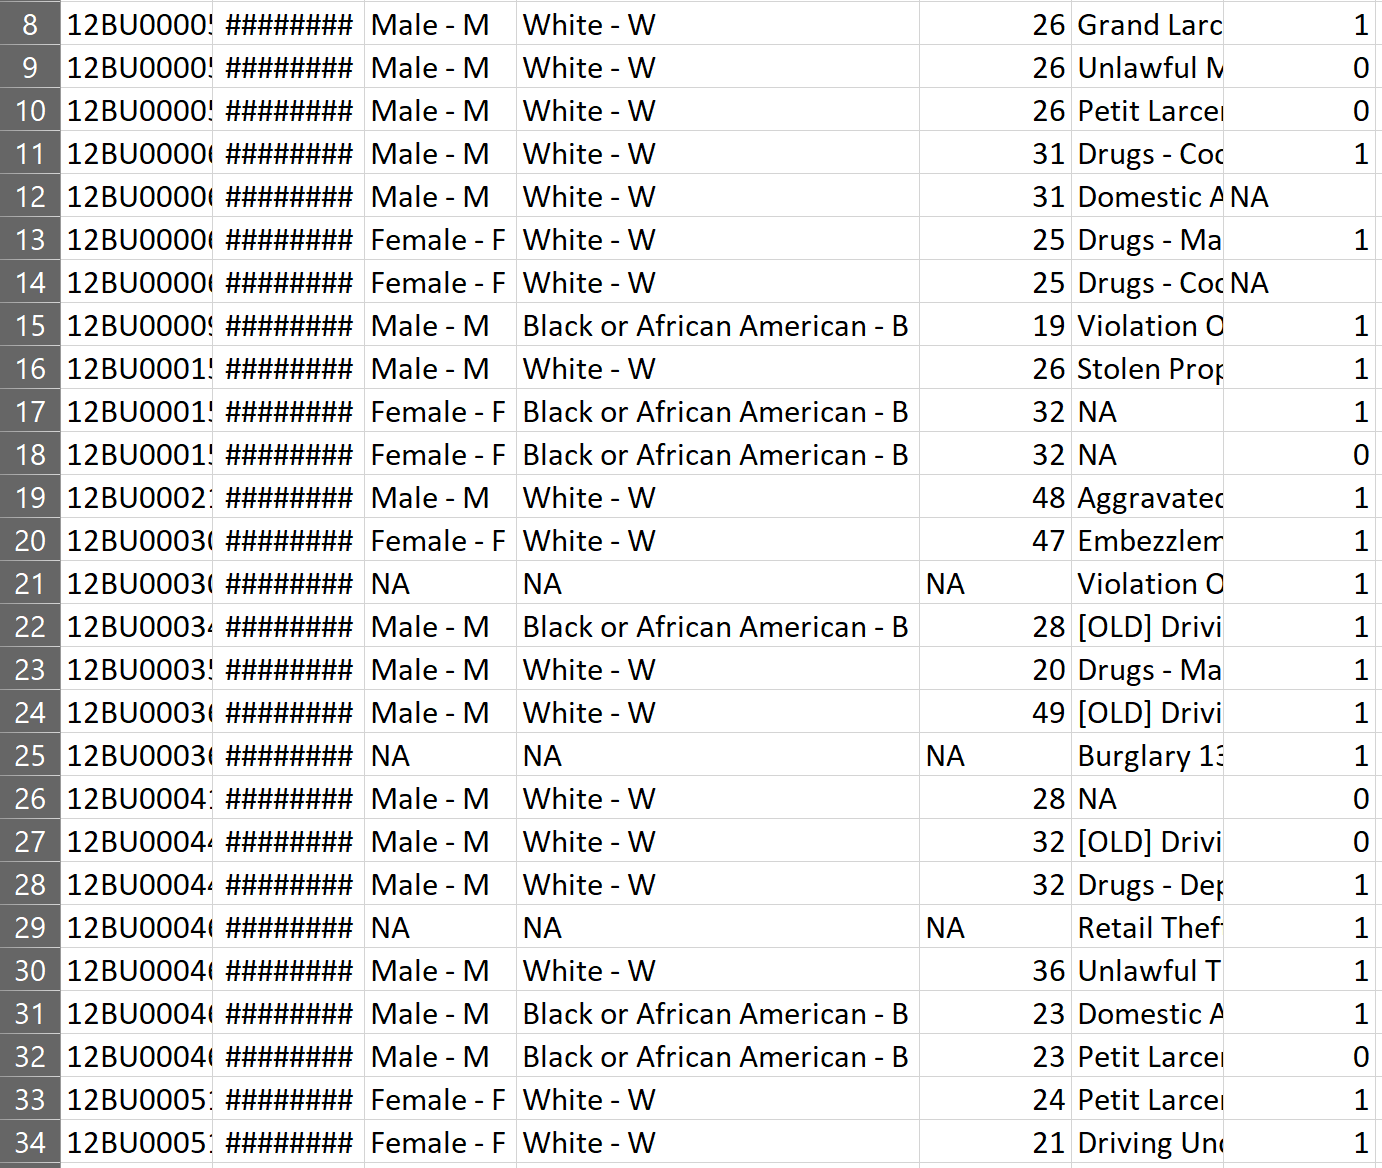 8 12BU00005 ######## Male - M White - W 26 Grand Larc 1
9 12BU00005 ######## Male - M White - W 26 Unlawful M 0
10 12BU00005 ######## Male - M White - W 26 Petit Larcen 0
11 12BU00006 ######## Male - M White - W 31 Drugs - Coc 1
12 12BU00006 ######## Male - M White - W 31 Domestic A NA
13 12BU00006 ######## Female - F White - W 25 Drugs - Ma 1
14 12BU00006 ######## Female - F White - W 25 Drugs - Coc NA
15 12BU00009 ######## Male - M Black or African American - B 19 Violation O 1
16 12BU00015 ######## Male - M White - W 26 Stolen Prop 1
17 12BU00015 ######## Female - F Black or African American - B 32 NA 1
18 12BU00015 ######## Female - F Black or African American - B 32 NA 0
19 12BU00021 ######## Male - M White - W 48 Aggravated 1
20 12BU00030 ######## Female - F White - W 47 Embezzlem 1
21 12BU00030 ######## NA NA NA Violation O 1
22 12BU00034 ######## Male - M Black or African American - B 28 [OLD] Drivi 1
23 12BU00035 ######## Male - M White - W 20 Drugs - Ma 1
24 12BU00036 ######## Male - M White - W 49 [OLD] Drivi 1
25 12BU00036 ######## NA NA NA Burglary 13 1
26 12BU00041 ######## Male - M White - W 28 NA 0
27 12BU00044 ######## Male - M White - W 32 [OLD] Drivi 0
28 12BU00044 ######## Male - M White - W 32 Drugs - Dep 1
29 12BU00046 ######## NA NA NA Retail Theft 1
30 12BU00046 ######## Male - M White - W 36 Unlawful T 1
31 12BU00046 ######## Male - M Black or African American - B 23 Domestic A 1
32 12BU00046 ######## Male - M Black or African American - B 23 Petit Larcen 0
33 12BU00051 ######## Female - F White - W 24 Petit Larcen 1
34 12BU00051 ######## Female - F White - W 21 Driving Und 1